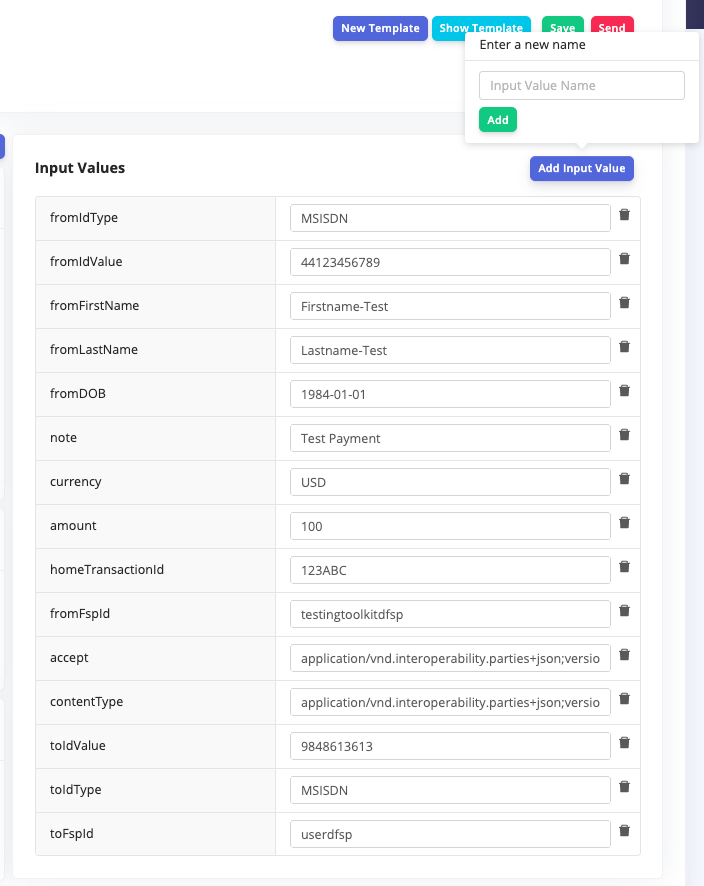 New Template Show Template Save Send
Enter a new name
Input Value Name
Add
Input Values
Add Input Value
fromIdType MSISDN
fromIdValue 44123456789
fromFirstName Firstname-Test
fromLastName Lastname-Test
fromDOB 1984-01-01
note Test Payment
currency USD
amount 100
homeTransactionId 123ABC
fromFspId testingtoolkitdfsp
accept application/vnd.interoperability.parties+json;versio
contentType application/vnd.interoperability.parties+json;versio
toIdValue 9848613613
toIdType MSISDN
toFspId userdfsp